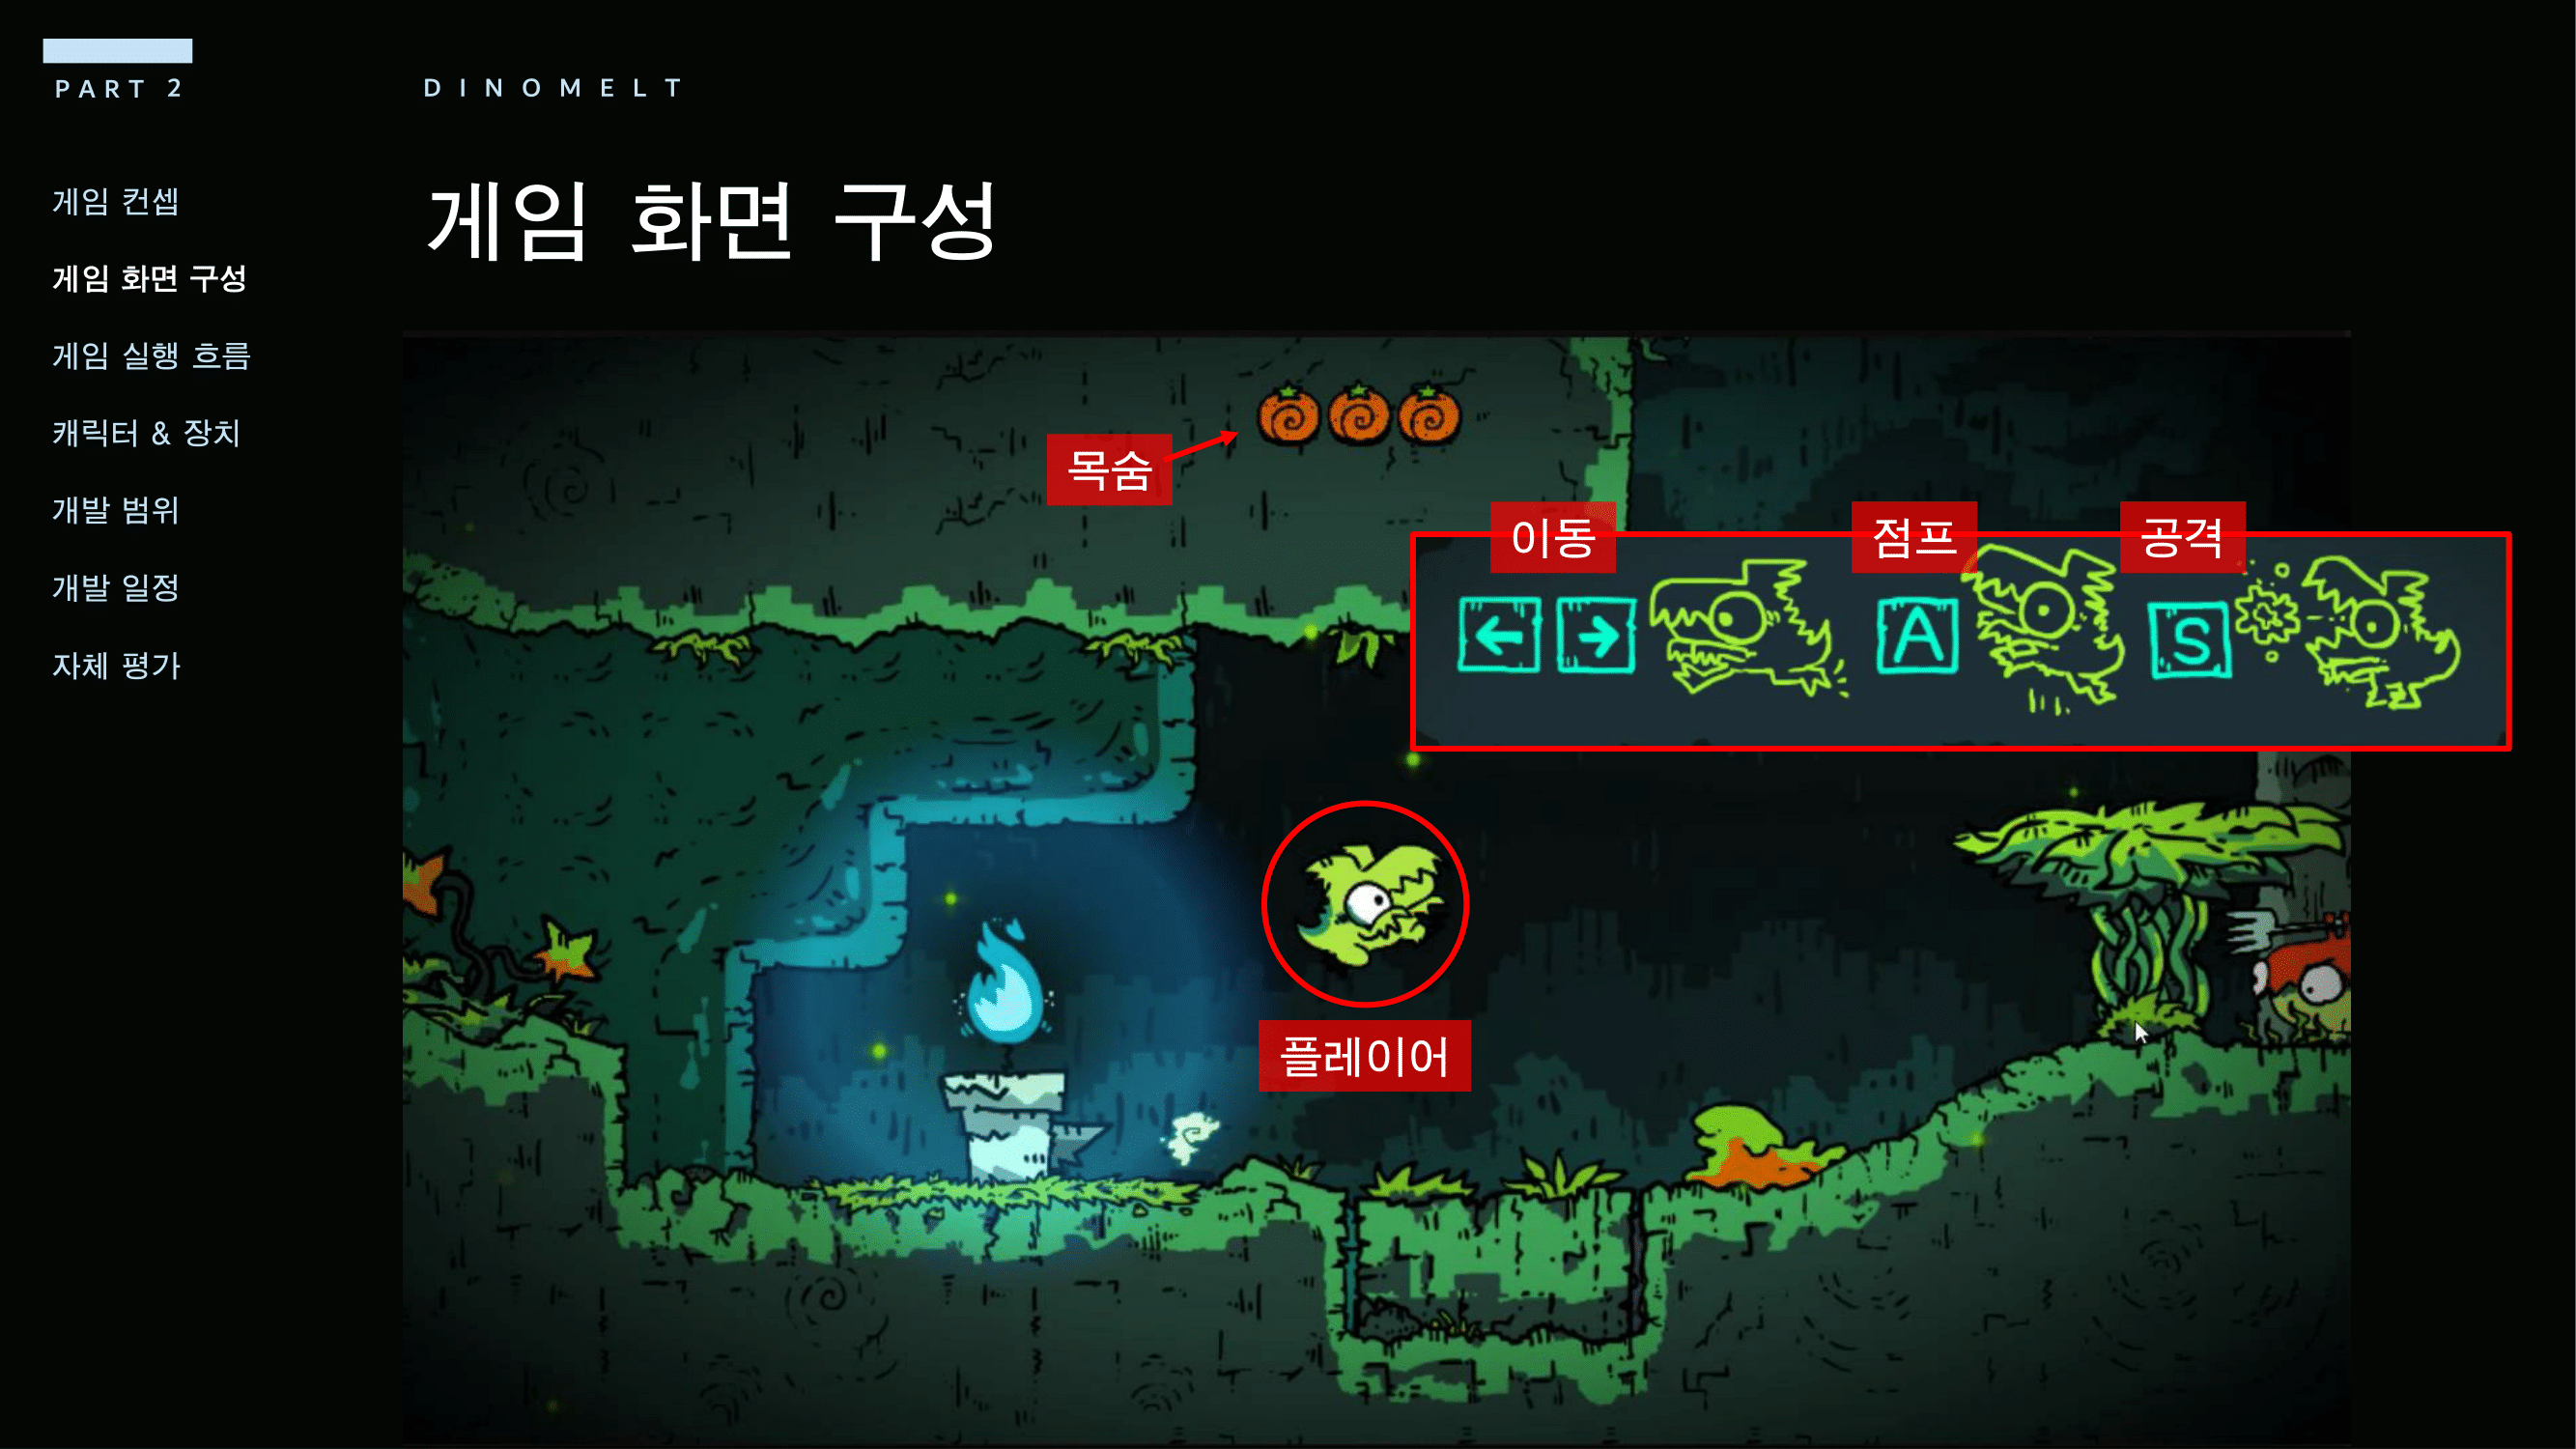 PART 2
DINOMELT
게임 컨셉
게임 화면 구성
게임 실행 흐름
캐릭터 & 장치
개발 범위
개발 일정
자체 평가
게임 화면 구성
목숨
이동
점프
공격
← → A S
플레이어